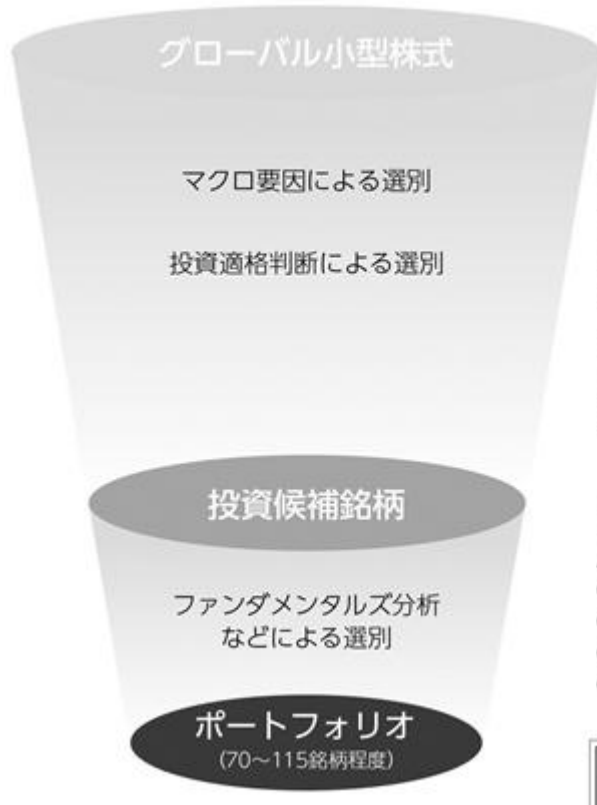 グローバル小型株式
マクロ要因による選別
投資適格判断による選別
投資候補銘柄
ファンダメンタルズ分析
などによる選別
ポートフォリオ
(70〜115銘柄程度)